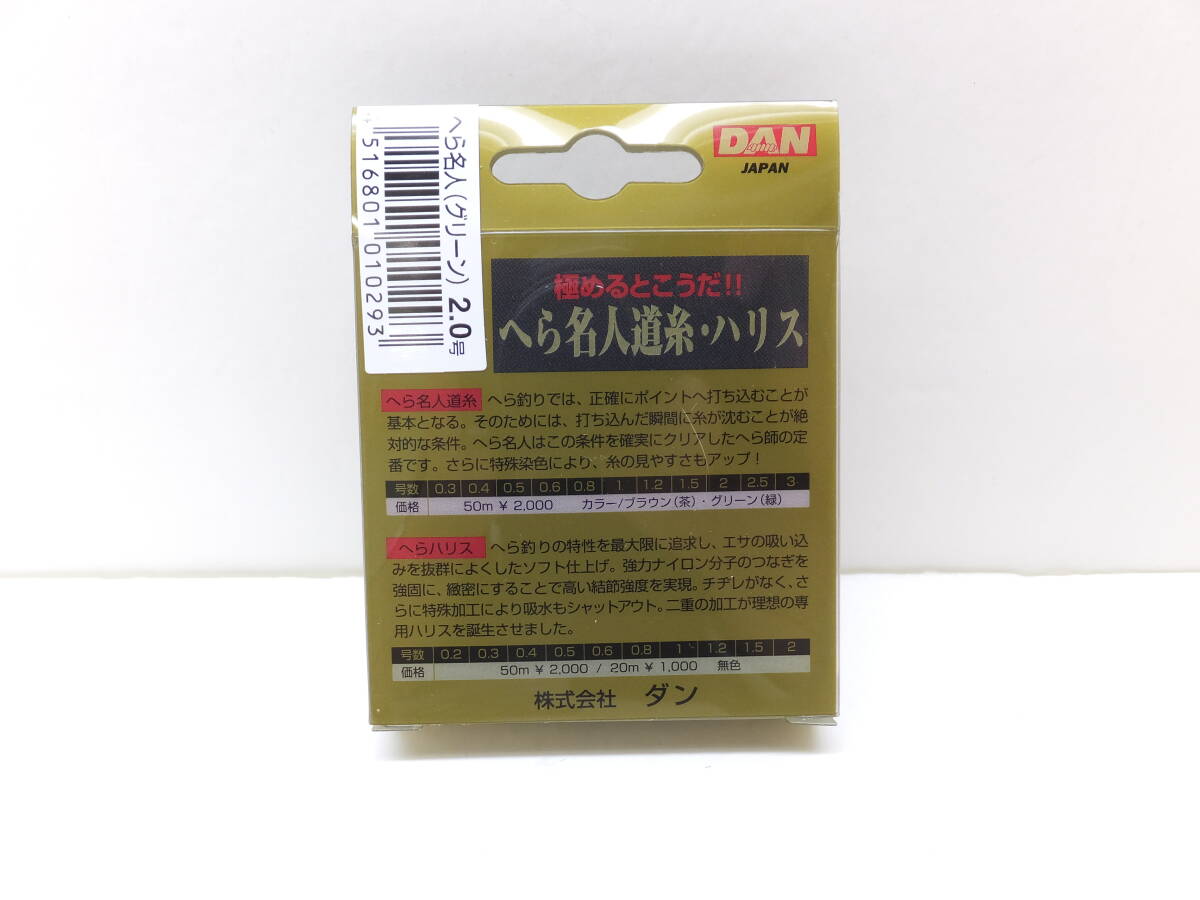 へら名人(グリーン) 2.0号
516801 010293
DAN
JAPAN
極めるとこうだ!!
へら名人道糸・ハリス
へら名人道糸 へら釣りでは、正確にポイントへ打ち込むことが
基本となる。そのためには、打ち込んだ瞬間に糸が沈むことが絶
対的な条件。へら名人はこの条件を確実にクリアしたへら師の定
番です。さらに特殊染色により、糸の見やすさもアップ!
号数 0.3 0.4 0.5 0.6 0.8 1 1.2 1.5 2 2.5 3
価格 50m ¥ 2,000 カラー/ブラウン(茶)・グリーン(緑)
へらハリス へら釣りの特性を最大限に追求し、エサの吸い込
みを抜群によくしたソフト仕上げ。強力ナイロン分子のつなぎを
強固に、緻密にすることで高い結節強度を実現。チヂレがなく、さ
らに特殊加工により吸水もシャットアウト。二重の加工が理想の専
用ハリスを誕生させました。
号数 0.2 0.3 0.4 0.5 0.6 0.8 1 1.2 1.5 2
価格 50m ¥ 2,000 / 20m ¥ 1,000 無色
株式会社 ダン